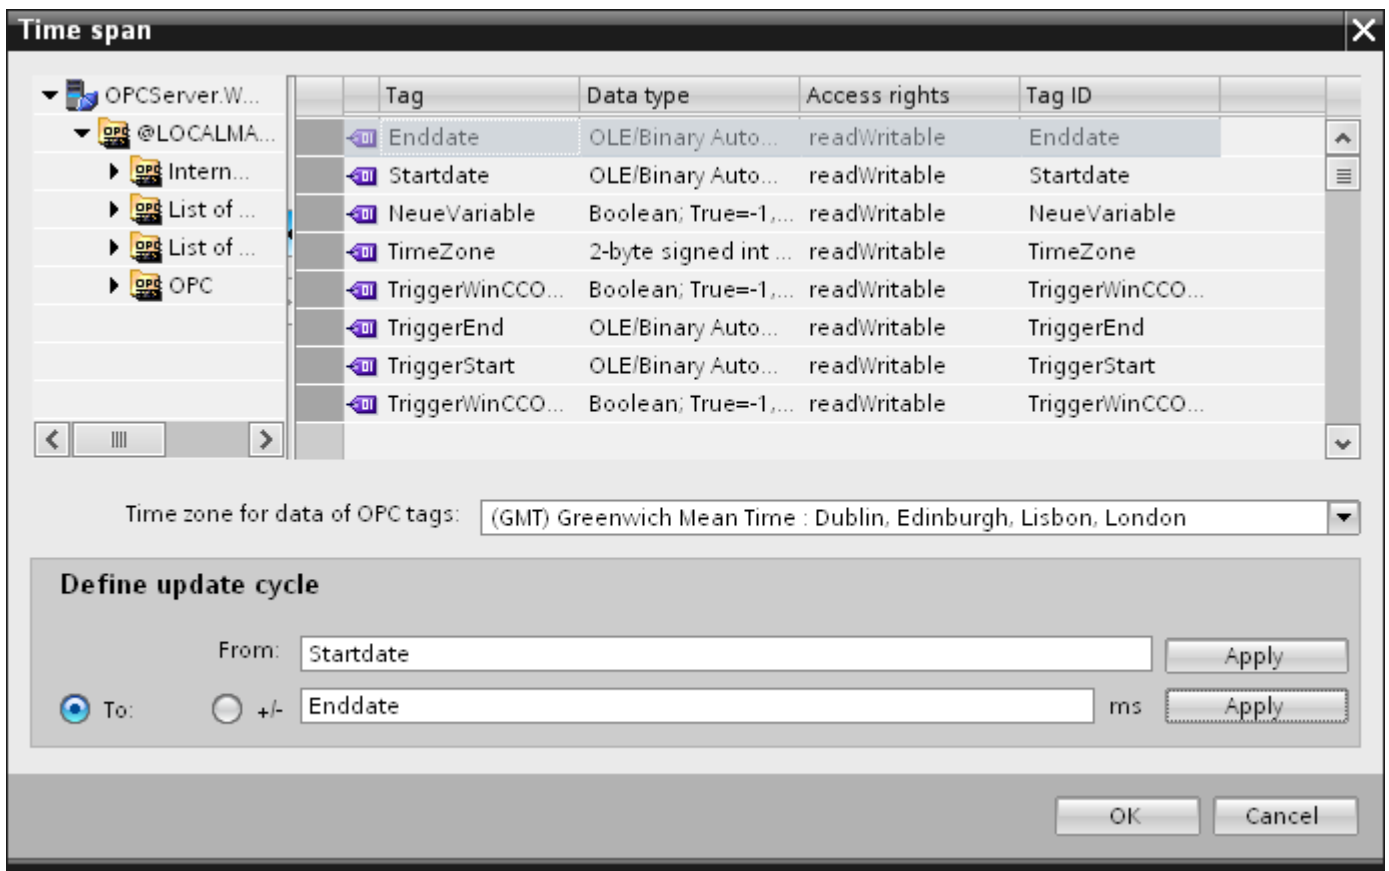 Time span
OPCServer.W...
@LOCALMA...
Intern...
List of ...
List of ...
OPC
Tag Data type Access rights Tag ID
Enddate OLE/Binary Auto... readWritable Enddate
Startdate OLE/Binary Auto... readWritable Startdate
NeueVariable Boolean; True=-1,... readWritable NeueVariable
TimeZone 2-byte signed int ... readWritable TimeZone
TriggerWinCCO... Boolean; True=-1,... readWritable TriggerWinCCO...
TriggerEnd OLE/Binary Auto... readWritable TriggerEnd
TriggerStart OLE/Binary Auto... readWritable TriggerStart
TriggerWinCCO... Boolean; True=-1,... readWritable TriggerWinCCO...
Time zone for data of OPC tags: (GMT) Greenwich Mean Time : Dublin, Edinburgh, Lisbon, London
Define update cycle
From: Startdate Apply
To: +/- Enddate ms Apply
OK Cancel